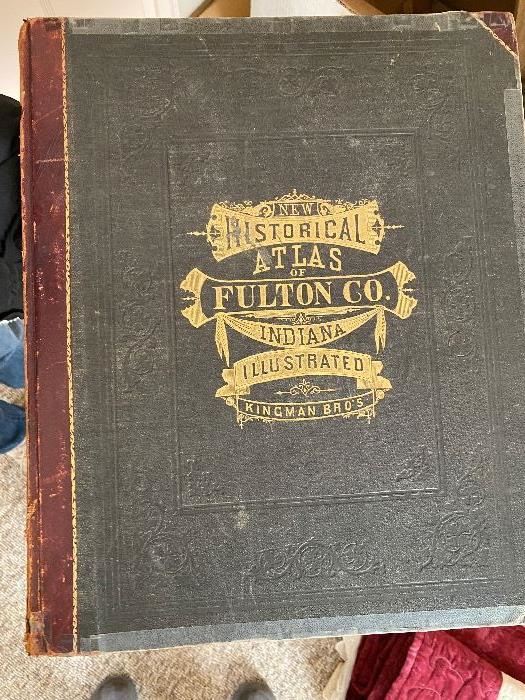 NEW
HISTORICAL
ATLAS
OF
FULTON CO.
INDIANA
ILLUSTRATED
KINGMAN BRO'S